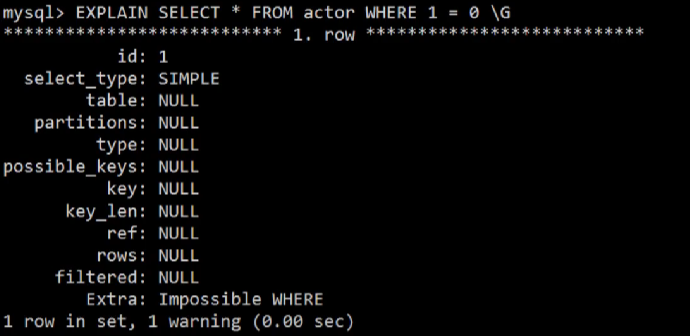 mysql> EXPLAIN SELECT * FROM actor WHERE 1 = 0 \G
*************************** 1. row ***************************
id: 1
select_type: SIMPLE
table: NULL
partitions: NULL
type: NULL
possible_keys: NULL
key: NULL
key_len: NULL
ref: NULL
rows: NULL
filtered: NULL
Extra: Impossible WHERE
1 row in set, 1 warning (0.00 sec)